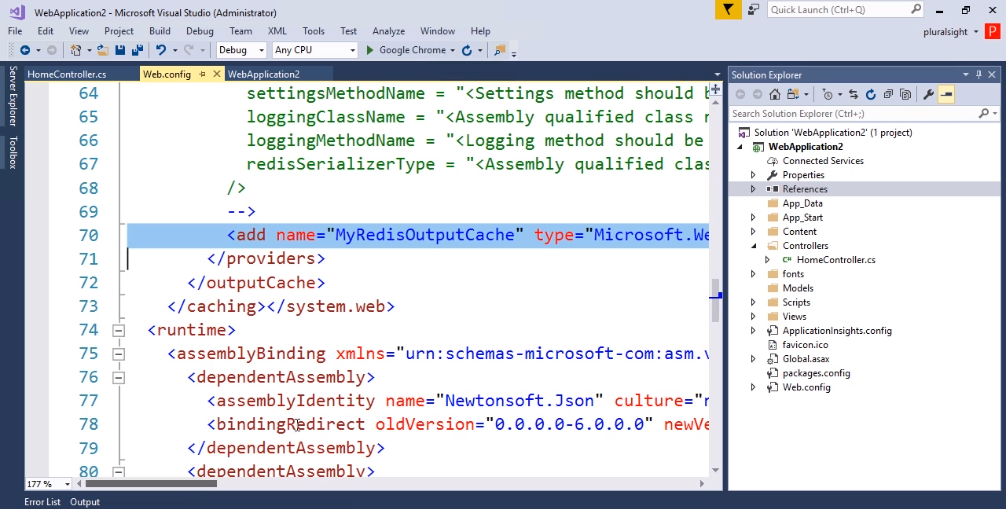 WebApplication2 - Microsoft Visual Studio (Administrator)
Quick Launch (Ctrl+Q)
File Edit View Project Build Debug Team XML Tools Test Analyze Window Help
pluralsight P
Debug Any CPU Google Chrome
Server Explorer
Toolbox
HomeController.cs Web.config WebApplication2
64 settingsMethodName = "<Settings method should b
65 loggingClassName = "<Assembly qualified class n
66 loggingMethodName = "<Logging method should be
67 redisSerializerType = "<Assembly qualified clas
68 />
69 -->
70 <add name="MyRedisOutputCache" type="Microsoft.We
71 </providers>
72 </outputCache>
73 </caching></system.web>
74 <runtime>
75 <assemblyBinding xmlns="urn:schemas-microsoft-com:asm.v
76 <dependentAssembly>
77 <assemblyIdentity name="Newtonsoft.Json" culture="n
78 <bindingRedirect oldVersion="0.0.0.0-6.0.0.0" newVe
79 </dependentAssembly>
80 <dependentAssembly>
177 %
Error List Output
Solution Explorer
Search Solution Explorer (Ctrl+;)
Solution 'WebApplication2' (1 project)
WebApplication2
Connected Services
Properties
References
App_Data
App_Start
Content
Controllers
C# HomeController.cs
fonts
Models
Scripts
Views
ApplicationInsights.config
favicon.ico
Global.asax
packages.config
Web.config